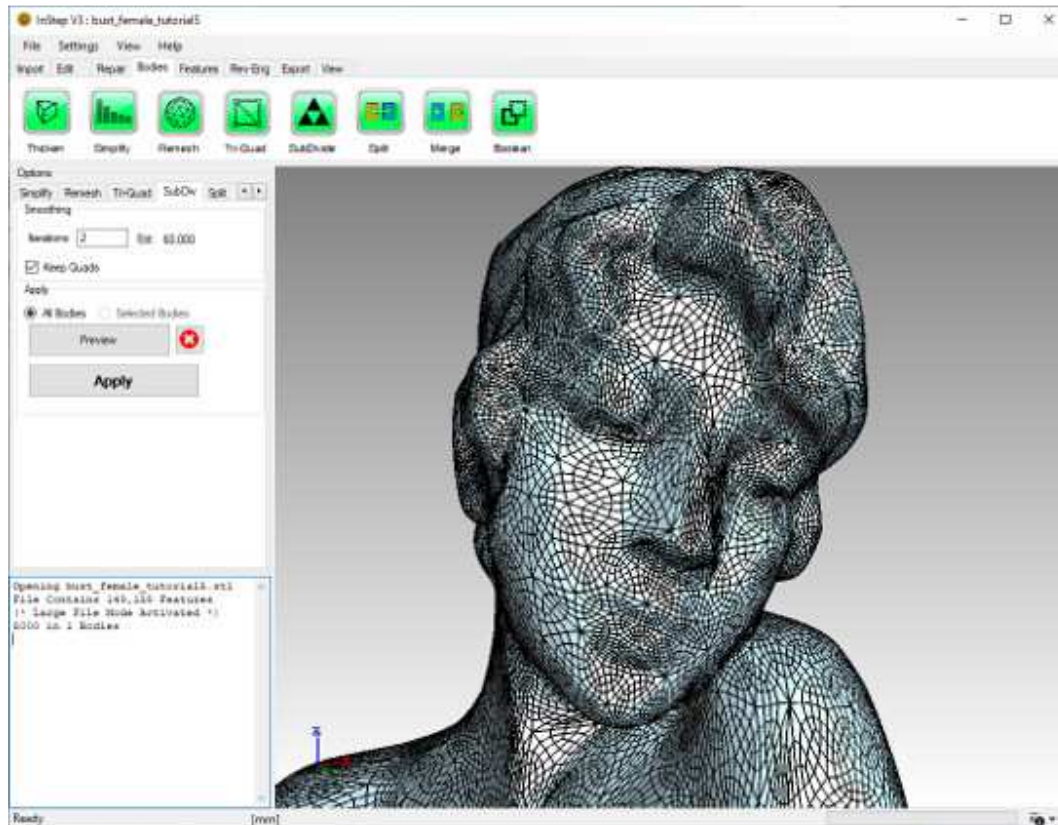 InStep V3 : bust_female_tutorial5
File Settings View Help
Import Edit Repair Bodies Features Rev-Eng Export View
Thicken Simplify Remesh Tri-Quad SubDivide Split Merge Boolean
Options
Simplify Remesh Tri-Quad SubDiv Split
Smoothing
Iterations 2 Est 60,000
Keep Quads
Apply
All Bodies Selected Bodies
Preview
Apply
Opening bust_female_tutorial5.stl
File Contains Features
(* Large File Mode Activated *)
in 1 Bodies
Ready [mm]